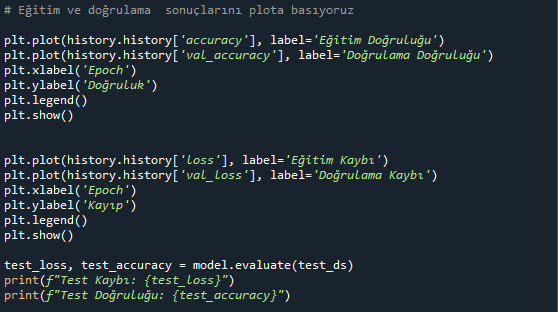 # Eğitim ve doğrulama  sonuçlarını plota basıyoruz
plt.plot(history.history['accuracy'], label='Eğitim Doğruluğu')
plt.plot(history.history['val_accuracy'], label='Doğrulama Doğruluğu')
plt.xlabel('Epoch')
plt.ylabel('Doğruluk')
plt.legend()
plt.show()
plt.plot(history.history['loss'], label='Eğitim Kaybı')
plt.plot(history.history['val_loss'], label='Doğrulama Kaybı')
plt.xlabel('Epoch')
plt.ylabel('Kayıp')
plt.legend()
plt.show()
test_loss, test_accuracy = model.evaluate(test_ds)
print(f"Test Kaybı: {test_loss}")
print(f"Test Doğruluğu: {test_accuracy}")